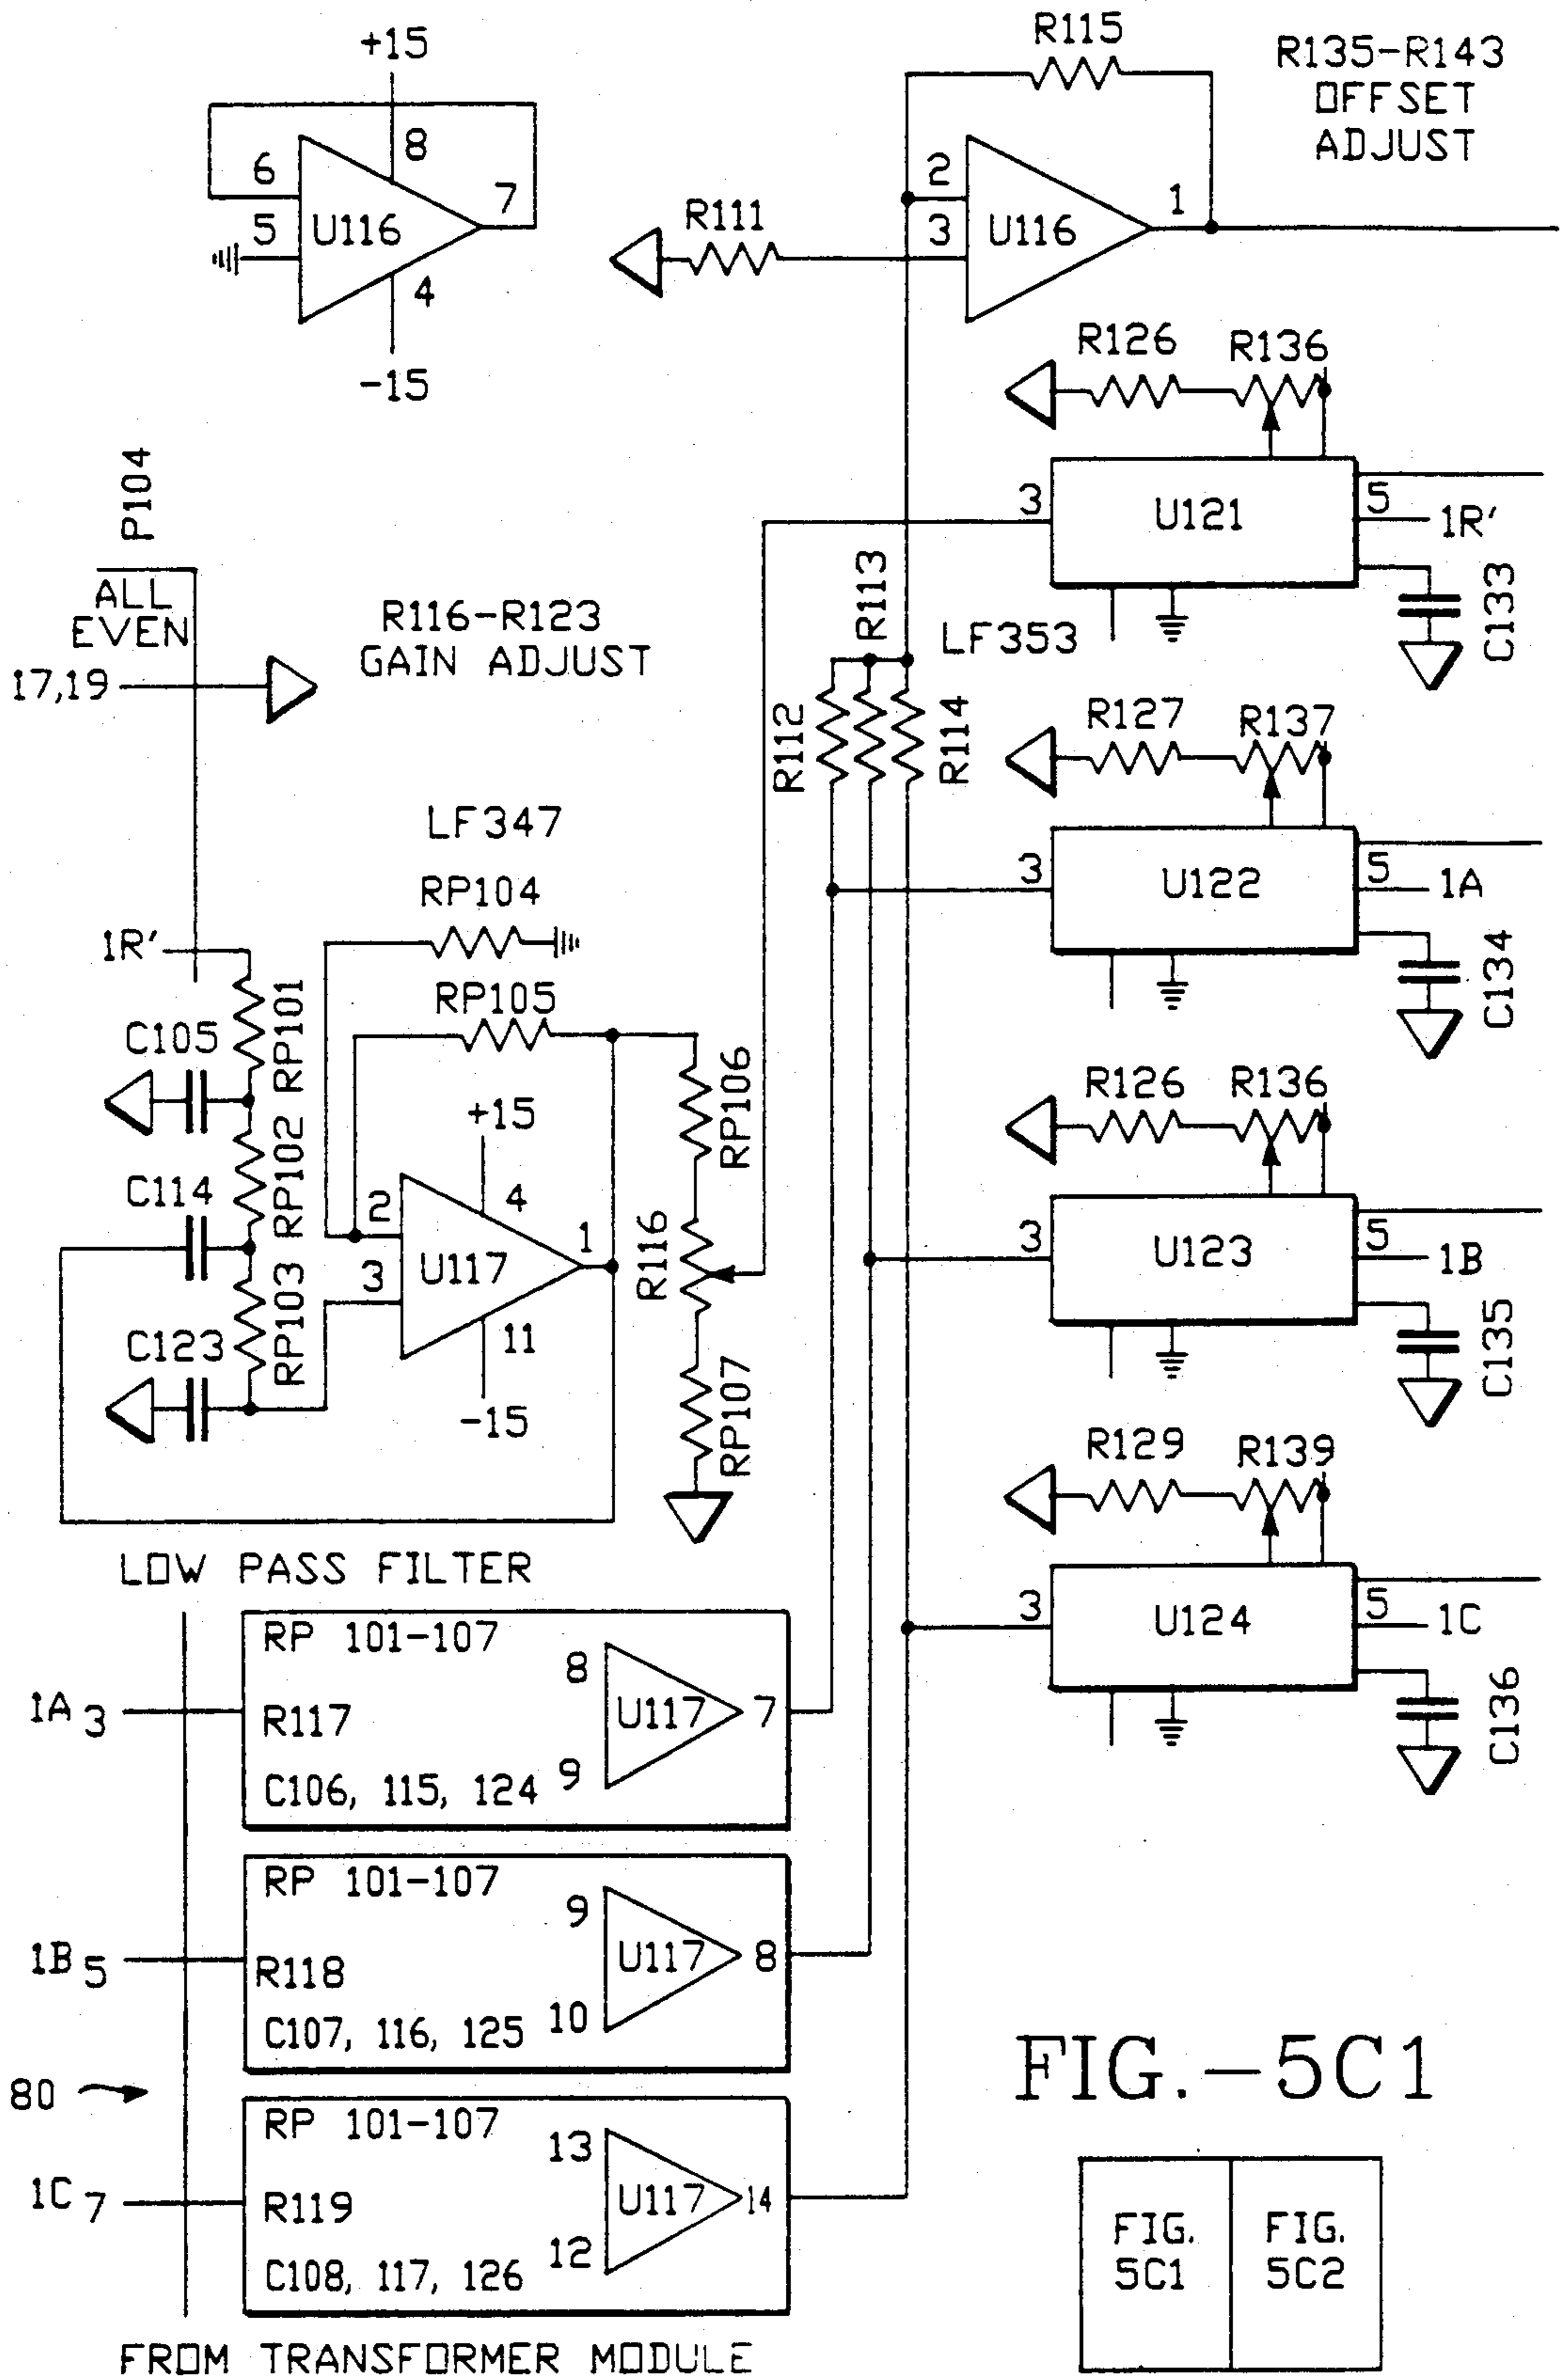 +15
8
6
5
U116
7
4
-15
R115
R135-R143
OFFSET
ADJUST
2
3
U116
1
R111
R126
R136
3
U121
5
1R'
C133
P104
ALL
EVEN
17,19
R116-R123
GAIN ADJUST
R113
LF353
R112
R114
R127
R137
3
U122
5
1A
C134
LF347
RP104
1R'
RP105
C105
RP101
RP106
+15
C114
RP102
2
4
3
U117
1
11
-15
R116
C123
RP103
RP107
R126
R136
3
U123
5
1B
C135
R129
R139
3
U124
5
1C
C136
LOW PASS FILTER
RP 101-107
8
1A 3
R117
U117
7
9
C106, 115, 124
RP 101-107
9
1B 5
R118
U117
8
10
C107, 116, 125
80
RP 101-107
13
1C 7
R119
U117
14
12
C108, 117, 126
FROM TRANSFORMER MODULE
FIG.-5C1
FIG.
5C1
FIG.
5C2